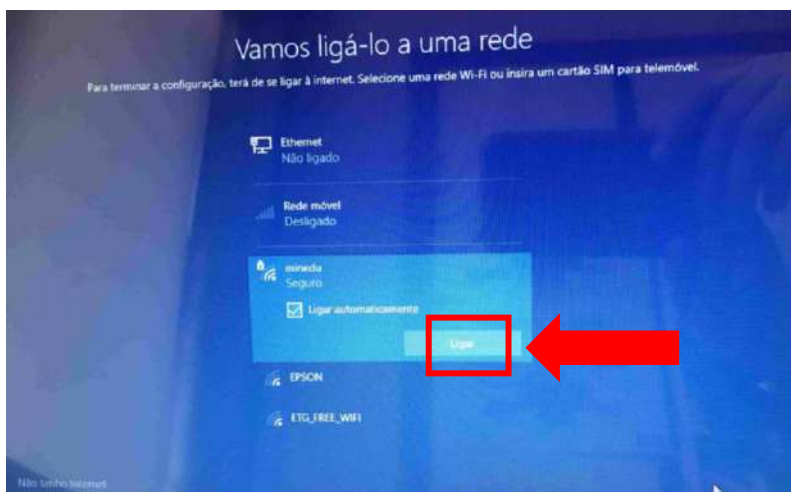 Vamos ligá-lo a uma rede
Para terminar a configuração, terá de se ligar à internet. Selecione uma rede Wi-Fi ou insira um cartão SIM para telemóvel.
Ethernet
Não ligado
Rede móvel
Desligado
minedu
Seguro
Ligar automaticamente
Ligar
EPSON
ETG_FREE_WIFI
Não tenho Internet